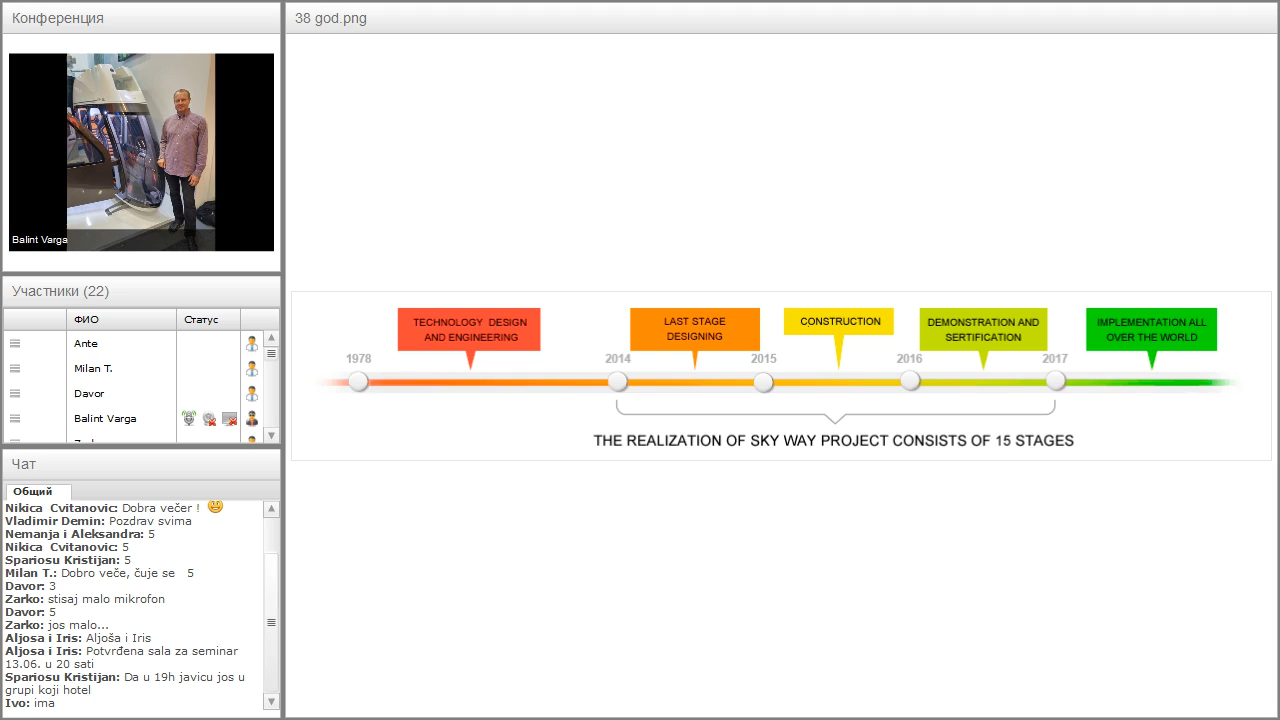 Конференция
Balint Varga
Участники (22)
ФИО
Статус
Ante
Milan T.
Davor
Balint Varga
Чат
Общий
Nikica Cvitanovic: Dobra večer !
Vladimir Demin: Pozdrav svima
Nemanja i Aleksandra: 5
Nikica Cvitanovic: 5
Spariosu Kristijan: 5
Milan T.: Dobro veče, čuje se 5
Davor: 3
Zarko: stisaj malo mikrofon
Davor: 5
Zarko: jos malo...
Aljosa i Iris: Aljoša i Iris
Aljosa i Iris: Potvrđena sala za seminar
13.06. u 20 sati
Spariosu Kristijan: Da u 19h javicu jos u
grupi koji hotel
Ivo: ima
38 god.png
TECHNOLOGY DESIGN
AND ENGINEERING
LAST STAGE
DESIGNING
CONSTRUCTION
DEMONSTRATION AND
SERTIFICATION
IMPLEMENTATION ALL
OVER THE WORLD
1978
2014
2015
2016
2017
THE REALIZATION OF SKY WAY PROJECT CONSISTS OF 15 STAGES